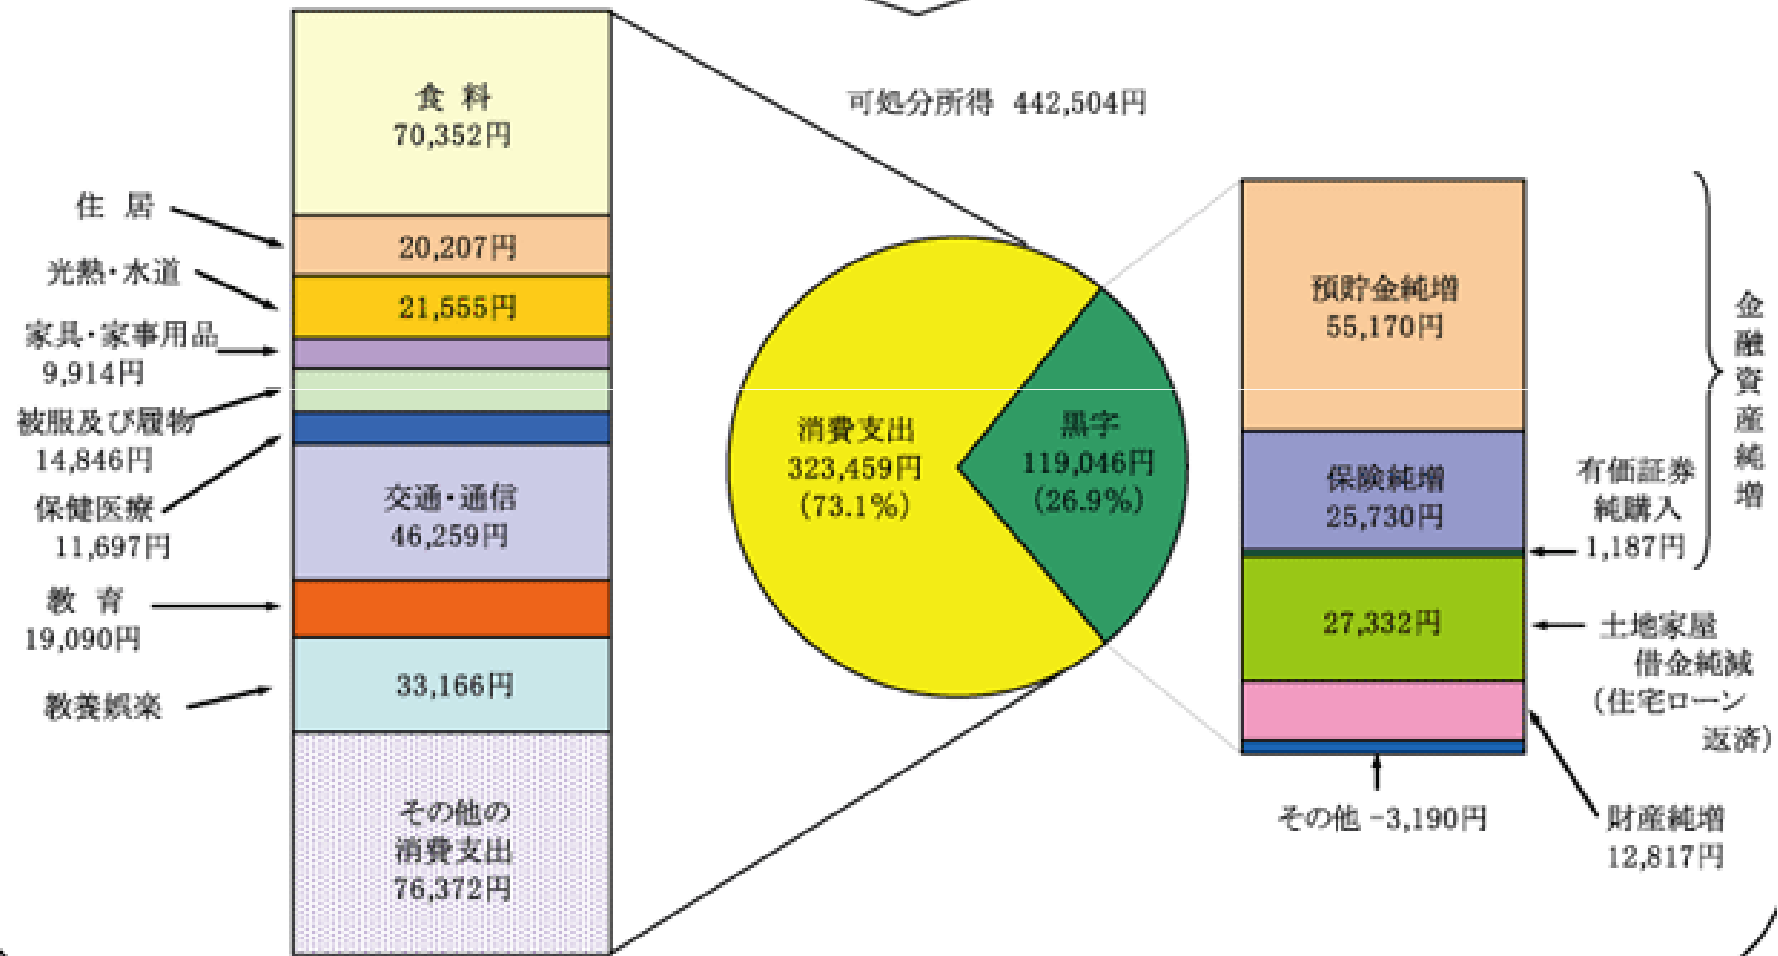 可処分所得 442,504円
食 料
70,352円
住 居
20,207円
光熱・水道
21,555円
家具・家事用品
9,914円
被服及び履物
14,846円
保健医療
11,697円
交通・通信
46,259円
教 育
19,090円
教養娯楽
33,166円
その他の
消費支出
76,372円
消費支出
323,459円
(73.1%)
黒字
119,046円
(26.9%)
預貯金純増
55,170円
保険純増
25,730円
有価証券
純購入
1,187円
金融資産純増
27,332円
土地家屋
借金純減
(住宅ローン
返済)
財産純増
12,817円
その他 -3,190円